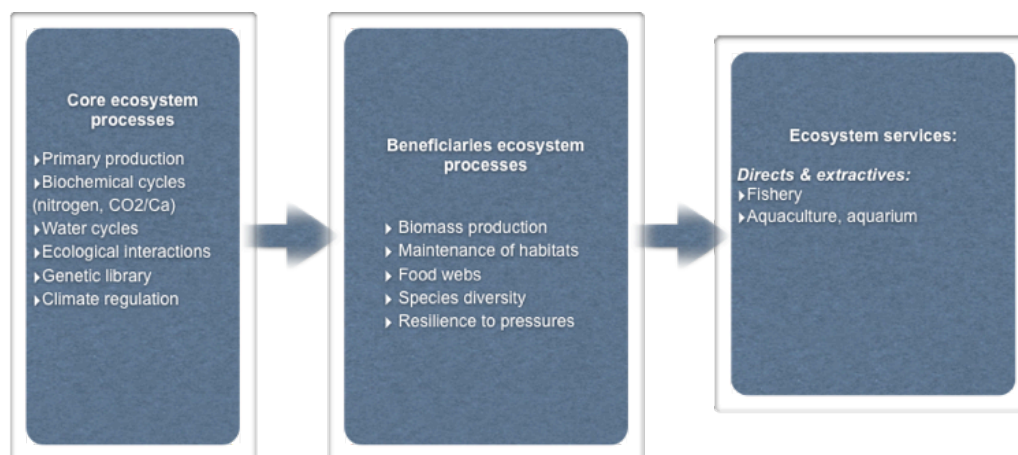 Core ecosystem
processes
Primary production
Biochemical cycles
(nitrogen, CO2/Ca)
Water cycles
Ecological interactions
Genetic library
Climate regulation
Beneficiaries ecosystem
processes
Biomass production
Maintenance of habitats
Food webs
Species diversity
Resilience to pressures
Ecosystem services:
Directs & extractives:
Fishery
Aquaculture, aquarium